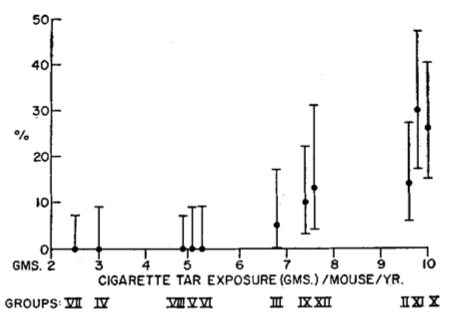 50
40
30
%
20
10
0
GMS. 2 3 4 5 6 7 8 9 10
CIGARETTE TAR EXPOSURE (GMS.) / MOUSE/YR.
GROUPS: VII IV VIII V VI III IX XII II XI X